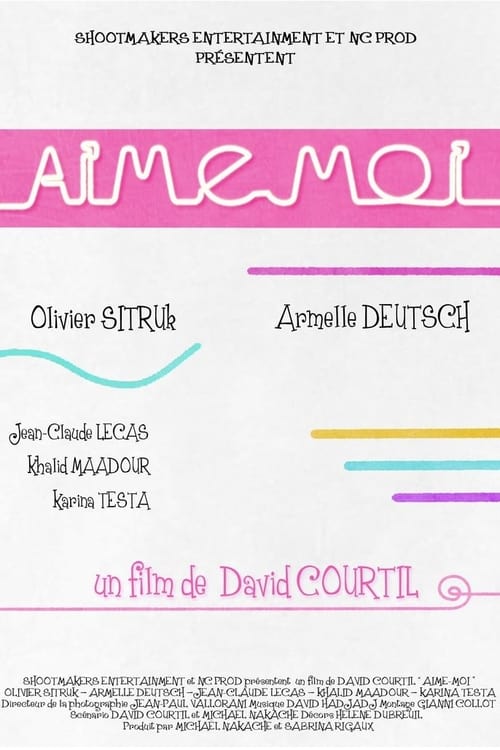 SHOOTMAKERS ENTERTAINMENT ET NC PROD
PRÉSENTENT
AIME MOI
Olivier SITRUK
Armelle DEUTSCH
Jean-Claude LECAS
Khalid MAADOUR
Karina TESTA
un film de David COURTIL
SHOOTMAKERS ENTERTAINMENT et NC PROD présentent un film de DAVID COURTIL " AIME-MOI "
OLIVIER SITRUK - ARMELLE DEUTSCH - JEAN-CLAUDE LECAS - KHALID MAADOUR - KARINA TESTA
Directeur de la photographie JEAN-PAUL VALLORANI Musique DAVID HADJADJ Montage GIANNI COLLOT
Scénario DAVID COURTIL et MICHAEL NAKACHE Décors HELENE DUBREUIL
Produit par MICHAEL NAKACHE et SABRINA RIGAUX